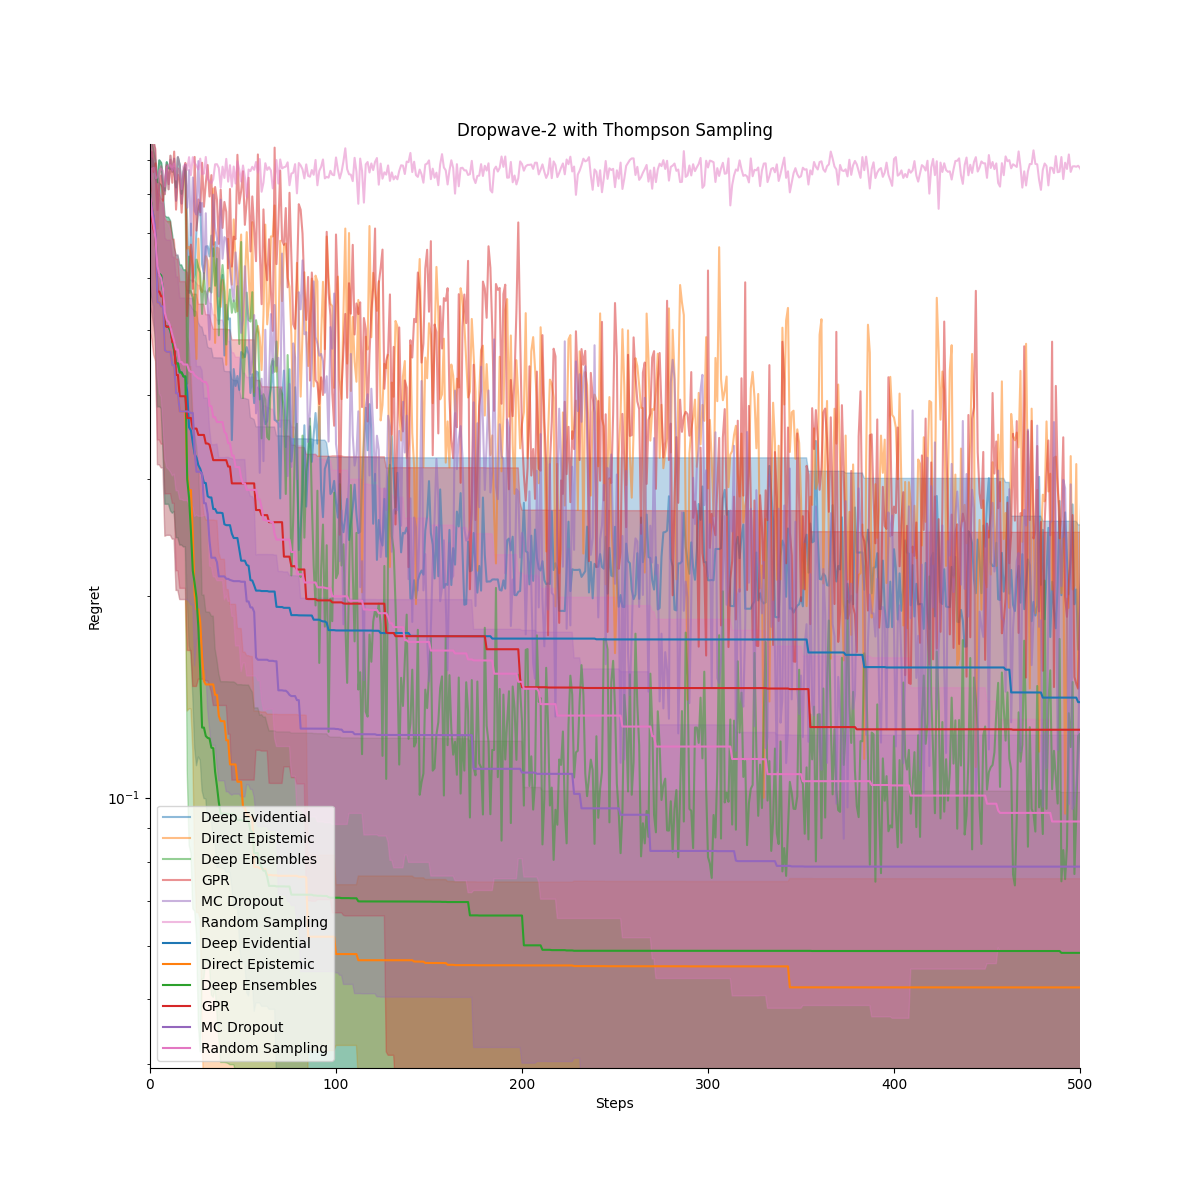 Dropwave-2 with Thompson Sampling
Regret
10⁻¹
Deep Evidential
Direct Epistemic
Deep Ensembles
GPR
MC Dropout
Random Sampling
Deep Evidential
Direct Epistemic
Deep Ensembles
GPR
MC Dropout
Random Sampling
0 100 200 300 400 500
Steps